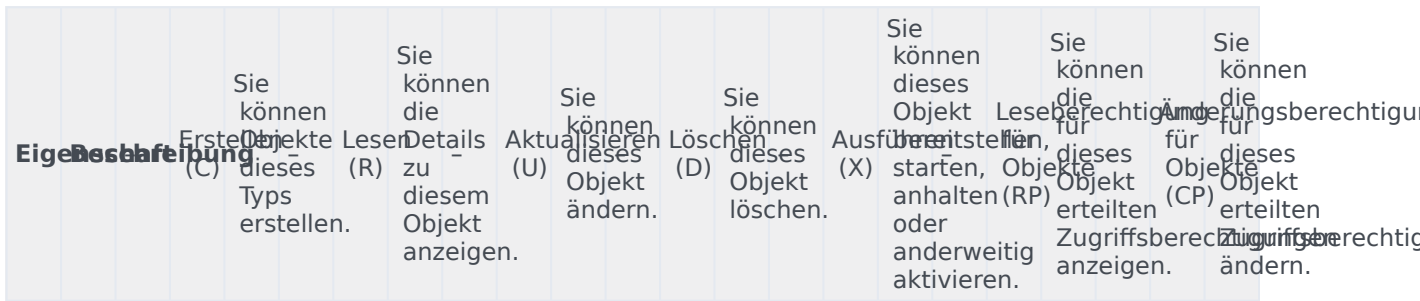 Eigenschaft
Beschreibung
Erstellen
(C)
Sie
können
Objekte
dieses
Typs
erstellen.
–
Lesen
(R)
Sie
können
die
Details
zu
diesem
Objekt
anzeigen.
–
Aktualisieren
(U)
Sie
können
dieses
Objekt
ändern.
–
Löschen
(D)
Sie
können
dieses
Objekt
löschen.
–
Ausführen
(X)
Sie
können
dieses
Objekt
bereitstellen,
starten,
anhalten
oder
anderweitig
aktivieren.
–
Leseberechtigung
für
Objekte
(RP)
Sie
können
die
für
dieses
Objekt
erteilten
Zugriffsberechtigungen
anzeigen.
–
Änderungsberechtigu
für
Objekte
(CP)
Sie
können
die
für
dieses
Objekt
erteilten
Zugriffsberechtig
ändern.